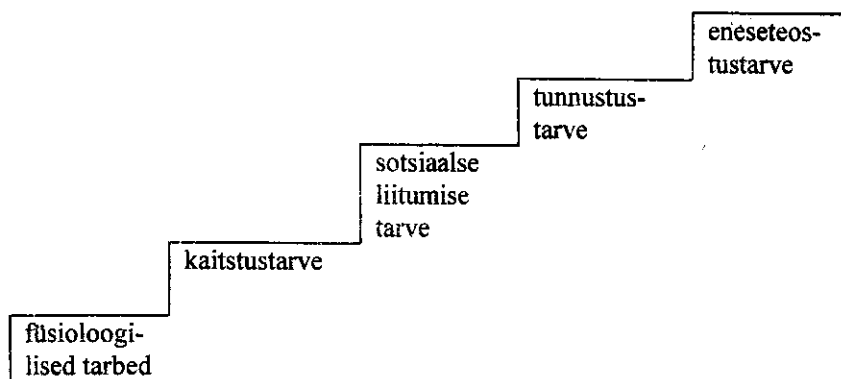 eneseteos-
tustarve
tunnustus-
tarve
sotsiaalse
liitumise
tarve
kaitstustarve
füsioloogi-
lised tarbed